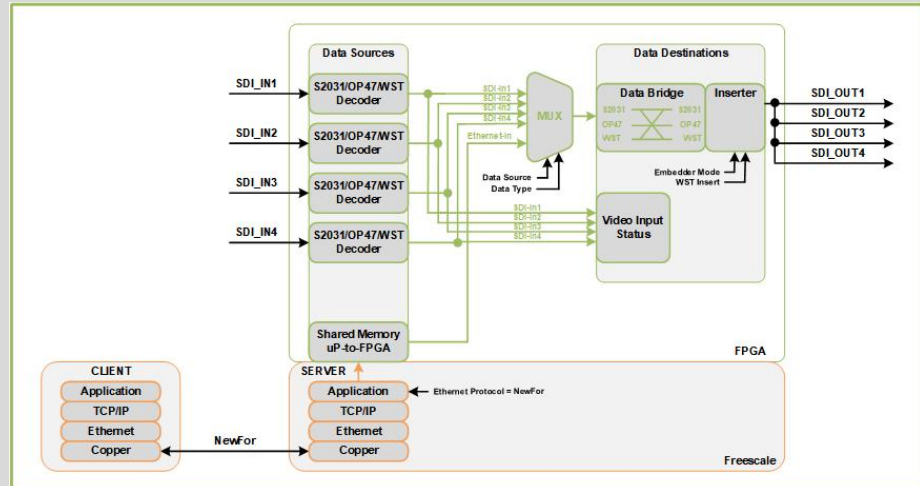 Data Sources
Data Destinations
SDI_IN1
S2031/OP47/WST
Decoder
SDI_IN2
S2031/OP47/WST
Decoder
SDI_IN3
S2031/OP47/WST
Decoder
SDI_IN4
S2031/OP47/WST
Decoder
SDI-In1
SDI-In2
SDI-In3
SDI-In4
Ethernet-In
MUX
Data Source
Data Type
Data Bridge
S2031 S2031
OP47 OP47
WST WST
Inserter
SDI_OUT1
SDI_OUT2
SDI_OUT3
SDI_OUT4
Embedder Mode
WST Insert
SDI-In1
SDI-In2
SDI-In3
SDI-In4
Video Input
Status
Shared Memory
uP-to-FPGA
FPGA
CLIENT
Application
TCP/IP
Ethernet
Copper
NewFor
SERVER
Application
TCP/IP
Ethernet
Copper
Ethernet Protocol = NewFor
Freescale